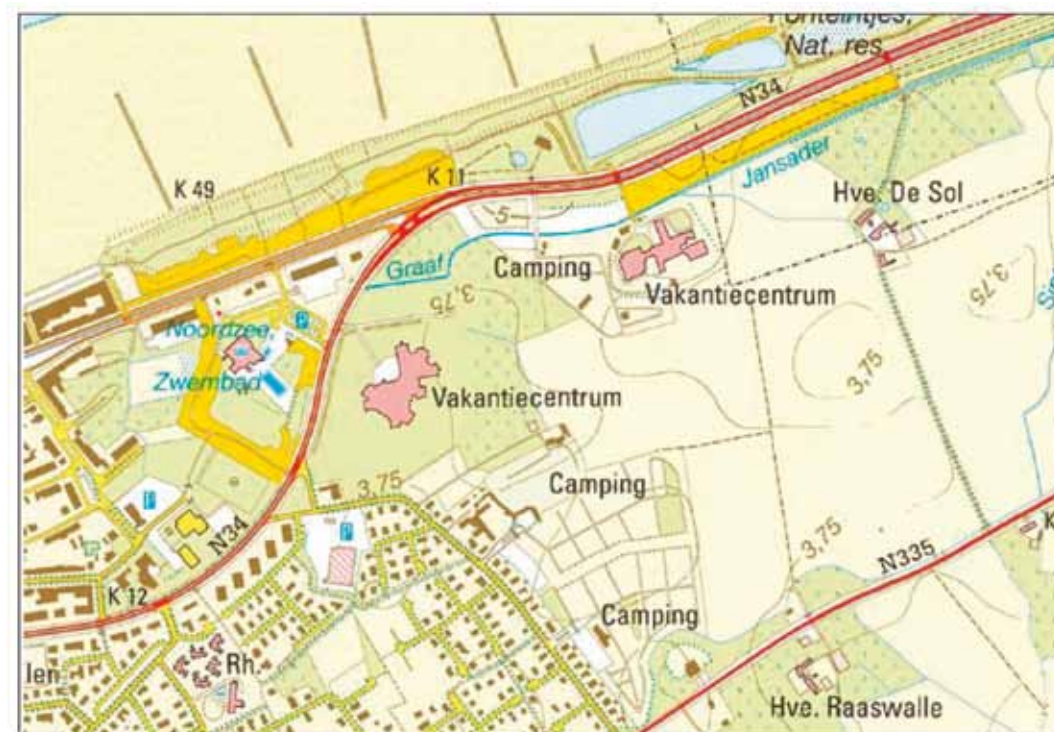 Fonteintjes,
Nat. res.
N34
K 49
K 11
Jansader
Hve. De Sol
5
Graaf
Camping
Vakantiecentrum
3,75
3,75
3,75
Noordzee,
Zwembad
P
Vakantiecentrum
3,75
Camping
P
P
N34
3,75
N335
K 12
Camping
Rh.
Hve. Raaswalle